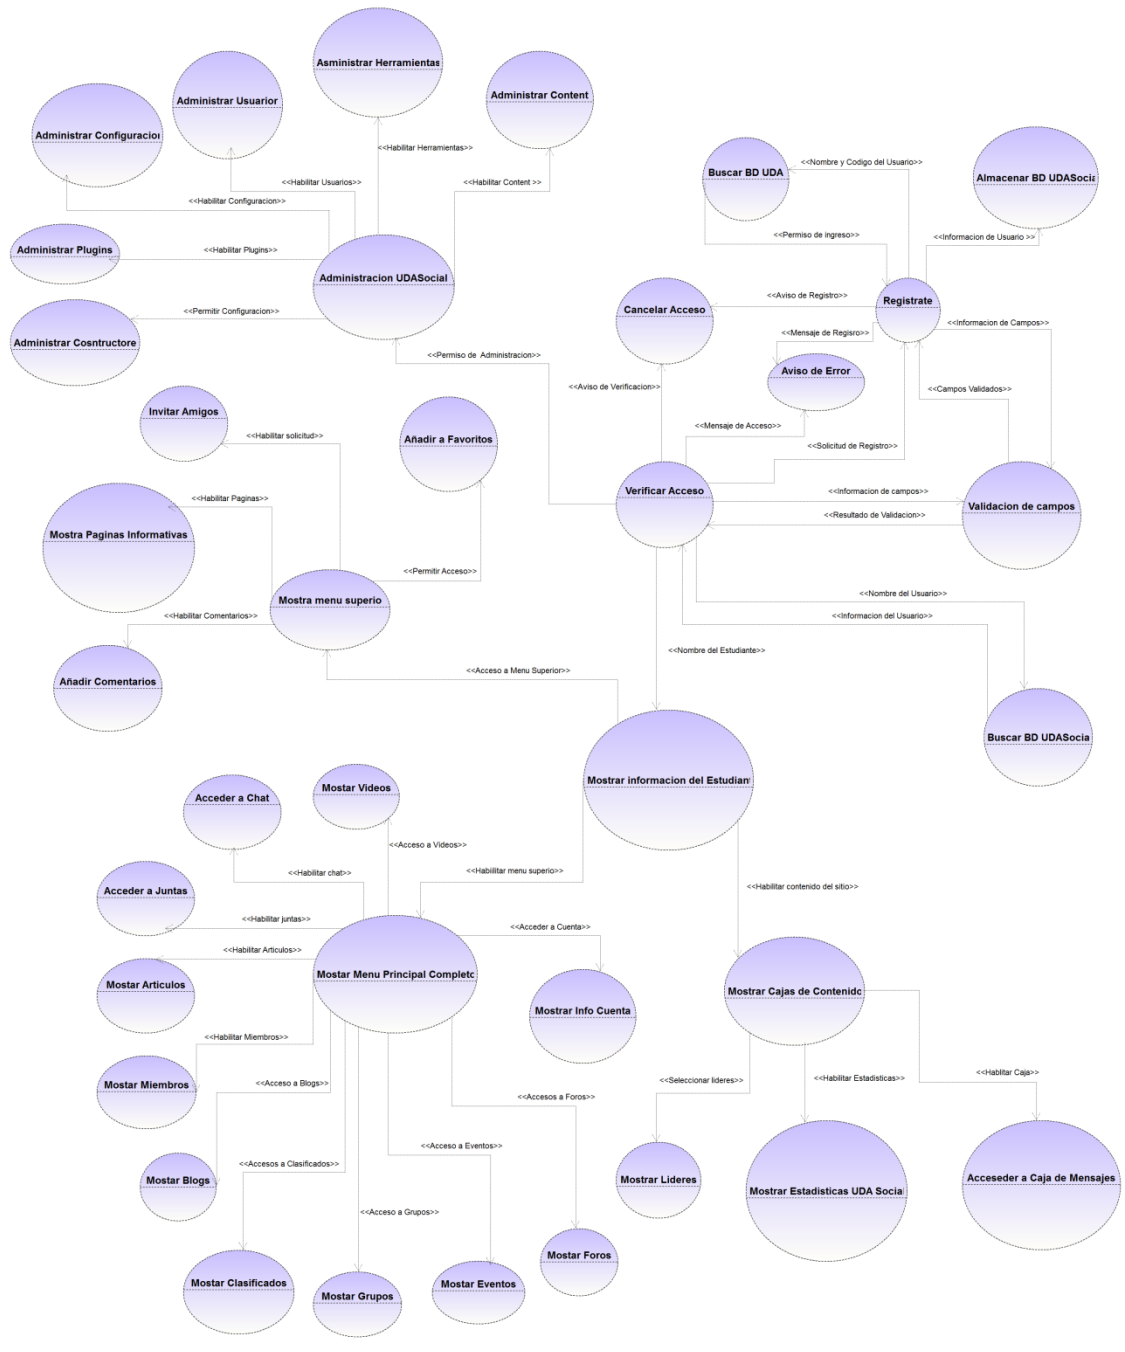 Asministrar Herramientas
Administrar Usuarior
Administrar Content
Administrar Configuracior
<<Habilitar Herramientas>>
<<Nombre y Codigo del Usuario>>
Buscar BD UDA
Almacenar BD UDASocia
<<Habilitar Usuarios>>
<<Habilitar Content >>
<<Habilitar Configuracion>>
<<Permiso de ingreso>>
<<Informacion de Usuario >>
Administrar Plugins
<<Habilitar Plugins>>
Administracion UDASocial
<<Aviso de Registro>>
Registrate
Cancelar Acceso
<<Permitir Configuracion>>
<<Informacion de Campos>>
<<Mensaje de Regisro>>
Administrar Cosntructore
<<Permiso de  Administracion>>
Aviso de Error
<<Aviso de Verificacion>>
<<Campos Validados>>
Invitar Amigos
<<Mensaje de Acceso>>
<<Habilitar solicitud>>
Añadir a Favoritos
<<Solicitud de Registro>>
Verificar Acceso
<<Informacion de campos>>
<<Habilitar Paginas>>
Validacion de campos
<<Resultado de Validacion>>
Mostra Paginas Informativas
<<Permitir Acceso>>
<<Nombre del Usuario>>
Mostra menu superio
<<Habilitar Comentarios>>
<<Informacion del Usuario>>
<<Nombre del Estudiante>>
<<Acceso a Menu Superior>>
Añadir Comentarios
Buscar BD UDASocia
Mostrar informacion del Estudiant
Mostar Videos
Acceder a Chat
<<Acceso a Videos>>
<<Habilitar chat>>
<<Habiilitar menu superio>>
<<Habilitar contenido del sitio>>
Acceder a Juntas
<<Habilitar juntas>>
<<Acceder a Cuenta>>
<<Habilitar Articulos>>
Mostar Menu Principal Completo
Mostar Articulos
Mostrar Cajas de Contenido
Mostrar Info Cuenta
<<Habilitar Miembros>>
<<Hablitar Caja>>
<<Seleccionar lideres>>
<<Habilitar Estadisticas>>
Mostar Miembros
<<Acceso a Blogs>>
<<Accesos a Foros>>
<<Acceso a Eventos>>
<<Accesos a Clasificados>>
Mostar Blogs
Mostrar Lideres
Acceseder a Caja de Mensajes
Mostrar Estadisticas UDA Socia
<<Acceso a Grupos>>
Mostar Foros
Mostar Clasificados
Mostar Eventos
Mostar Grupos